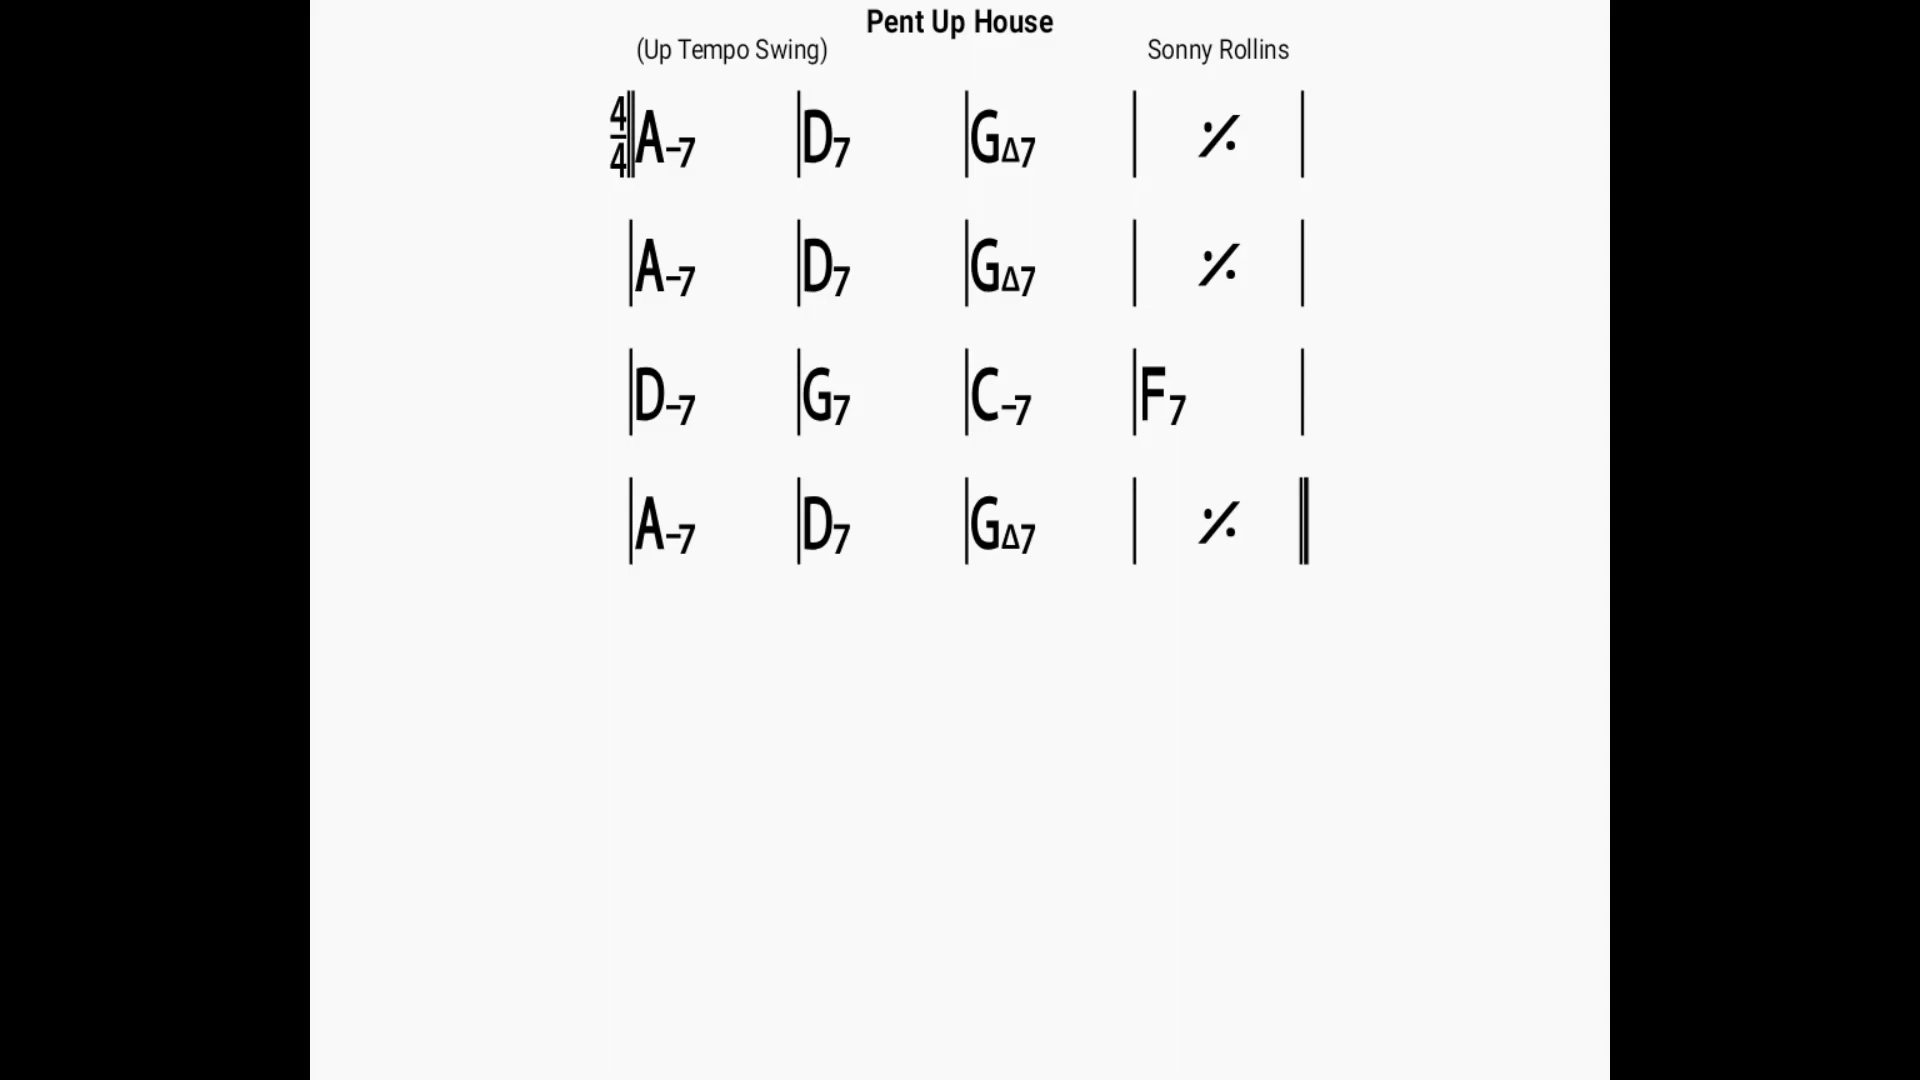 Pent Up House
(Up Tempo Swing) Sonny Rollins
4/4 A–7 D7 GΔ7 𝄎
A–7 D7 GΔ7 𝄎
D–7 G7 C–7 F7
A–7 D7 GΔ7 𝄎